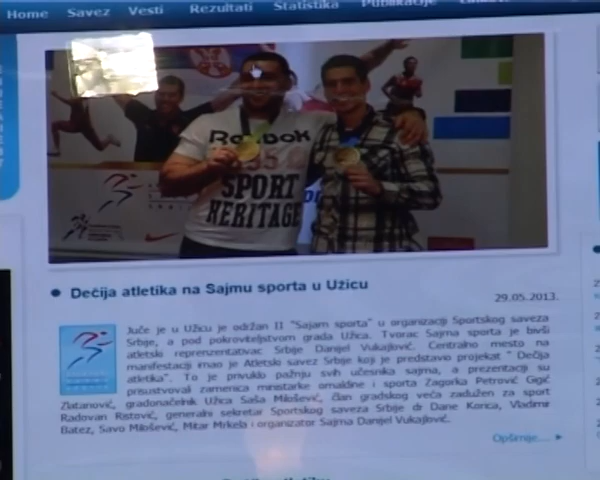 Home Savez Vesti Rezultati Statistika Publikacije
Reebok
SPORT
HERITAGE
Dečija atletika na Sajmu sporta u Užicu
29.05.2013.
Juče je u Užicu je održan II "Sajam sporta" u organizaciji Sportskog saveza
Srbije, a pod pokroviteljstvom grada Užica. Tvorac Sajma sporta je bivši
atletski reprezentativac Srbije Danijel Vukajlović. Centralno mesto na
manifestaciji imao je Atletski savez Srbije koji je predstavio projekat " Dečija
atletika". To je privuklo pažnju svih učesnika sajma, a prezentaciji su
prisustvovali zamenica ministarke omaldine i sporta Zagorka Petrović Gigić
Zlatanović, gradonačelnik Užica Saša Milošević, član gradskog veća zadužen za sport
Radovan Ristović, generalni sekretar Sportskog saveza Srbije dr Dane Korica, Vladimir
Batez, Savo Milošević, Mitar Mrkela i organizator Sajma Danijel Vukajlović.
Opširnije...